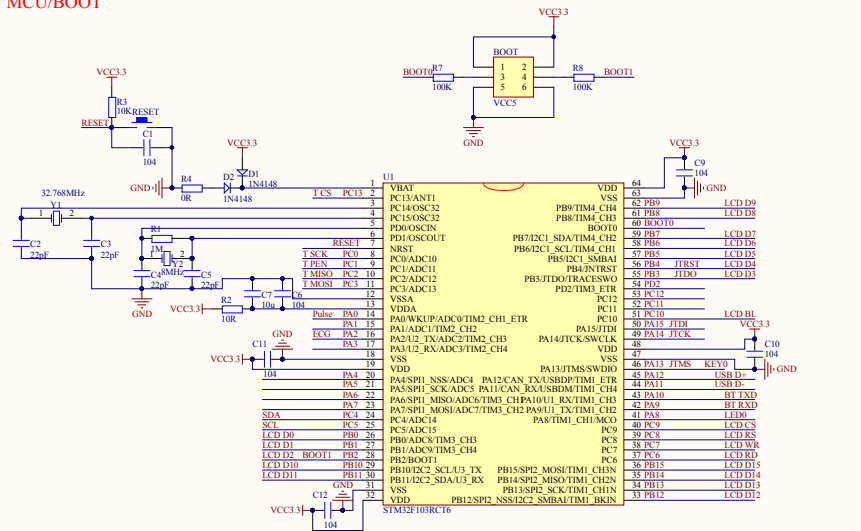 MCU/BOOT
VCC3.3
BOOT
BOOT0 R7 100K
1 2
3 4
5 6
R8 100K BOOT1
VCC5
GND
VCC3.3
R3
10K
RESET
RESET
C1
104
GND
R4
0R
D2
1N4148
VCC3.3
D1
1N4148
32.768MHz
Y1
1 2
C2
22pF
C3
22pF
R1
1M
1 2
Y2
8MHz
C4
22pF
C5
22pF
GND
VCC3.3
R2
10R
C7
10u
C6
104
VCC3.3
C11
104
GND
VCC3.3
C12
104
GND
U1
1 VBAT
T CS PC13 2 PC13/ANT1
3 PC14/OSC32
4 PC15/OSC32
5 PD0/OSCIN
6 PD1/OSCOUT
RESET 7 NRST
T SCK PC0 8 PC0/ADC10
T PEN PC1 9 PC1/ADC11
T MISO PC2 10 PC2/ADC12
T MOSI PC3 11 PC3/ADC13
12 VSSA
13 VDDA
Pulse PA0 14 PA0/WKUP/ADC0/TIM2_CH1_ETR
PA1 15 PA1/ADC1/TIM2_CH2
ECG PA2 16 PA2/U2_TX/ADC2/TIM2_CH3
PA3 17 PA3/U2_RX/ADC3/TIM2_CH4
18 VSS
19 VDD
PA4 20 PA4/SPI1_NSS/ADC4
PA5 21 PA5/SPI1_SCK/ADC5
PA6 22 PA6/SPI1_MISO/ADC6/TIM3_CH1
PA7 23 PA7/SPI1_MOSI/ADC7/TIM3_CH2
SDA PC4 24 PC4/ADC14
SCL PC5 25 PC5/ADC15
LCD D0 PB0 26 PB0/ADC8/TIM3_CH3
LCD D1 PB1 27 PB1/ADC9/TIM3_CH4
LCD D2 BOOT1 PB2 28 PB2/BOOT1
LCD D10 PB10 29 PB10/I2C2_SCL/U3_TX
LCD D11 PB11 30 PB11/I2C2_SDA/U3_RX
31 VSS
32 VDD
STM32F103RCT6
VDD 64
VSS 63
PB9/TIM4_CH4 62 PB9 LCD D9
PB8/TIM4_CH3 61 PB8 LCD D8
BOOT0 60 BOOT0
PB7/I2C1_SDA/TIM4_CH2 59 PB7 LCD D7
PB6/I2C1_SCL/TIM4_CH1 58 PB6 LCD D6
PB5/I2C1_SMBAI 57 PB5 LCD D5
PB4/JNTRST 56 PB4 JTRST LCD D4
PB3/JTDO/TRACESWO 55 PB3 JTDO LCD D3
PD2/TIM3_ETR 54 PD2
PC12 53 PC12
PC11 52 PC11
PC10 51 PC10 LCD BL
PA15/JTDI 50 PA15 JTDI
PA14/JTCK/SWCLK 49 PA14 JTCK
VDD 48
VSS 47
PA13/JTMS/SWDIO 46 PA13 JTMS KEY0
PA12/CAN_TX/USBDP/TIM1_ETR 45 PA12 USB D+
PA11/CAN_RX/USBDM/TIM1_CH4 44 PA11 USB D-
PA10/U1_RX/TIM1_CH3 43 PA10 BT TXD
PA9/U1_TX/TIM1_CH2 42 PA9 BT RXD
PA8/TIM1_CH1/MCO 41 PA8 LED0
PC9 40 PC9 LCD CS
PC8 39 PC8 LCD RS
PC7 38 PC7 LCD WR
PC6 37 PC6 LCD RD
PB15/SPI2_MOSI/TIM1_CH3N 36 PB15 LCD D15
PB14/SPI2_MISO/TIM1_CH2N 35 PB14 LCD D14
PB13/SPI2_SCK/TIM1_CH1N 34 PB13 LCD D13
PB12/SPI2_NSS/I2C2_SMBAI/TIM1_BKIN 33 PB12 LCD D12
VCC3.3
C9
104
GND
VCC3.3
C10
104
GND